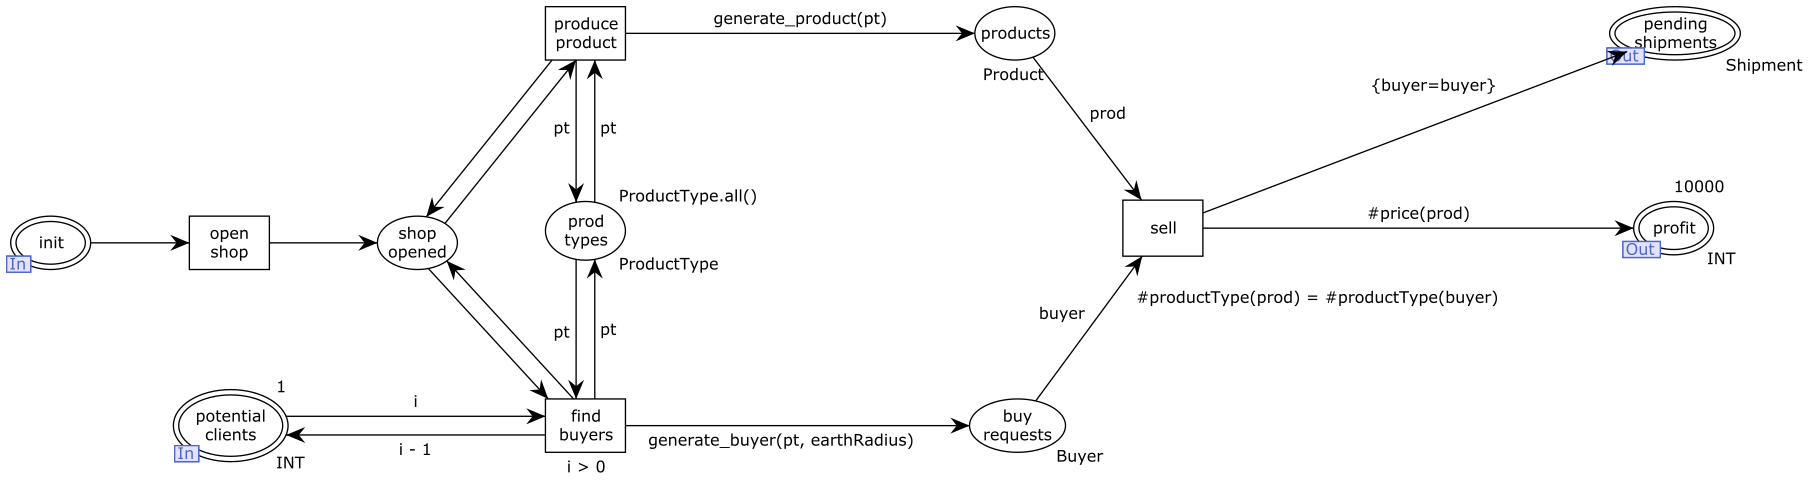 produce
product
generate_product(pt)
products
Product
pending
shipments
Out
Shipment
{buyer=buyer}
prod
pt
pt
ProductType.all()
10000
#price(prod)
init
In
open
shop
shop
opened
prod
types
ProductType
sell
profit
Out
INT
#productType(prod) = #productType(buyer)
buyer
pt
pt
1
potential
clients
In
INT
i
i - 1
find
buyers
i > 0
generate_buyer(pt, earthRadius)
buy
requests
Buyer